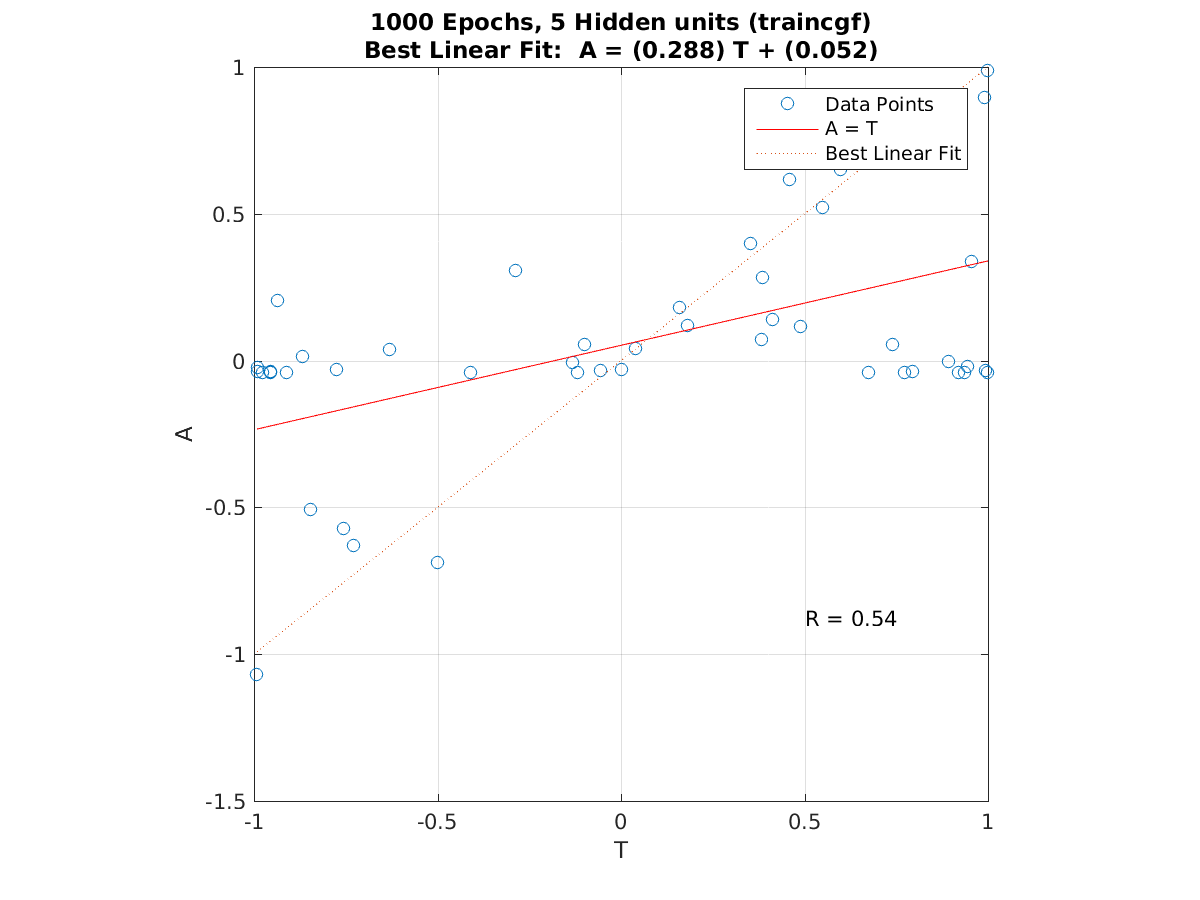 1000 Epochs, 5 Hidden units (traincgf)
Best Linear Fit:  A = (0.288) T + (0.052)
1
0.5
0
-0.5
-1
-1.5
A
Data Points
A = T
Best Linear Fit
R = 0.54
-1
-0.5
0
0.5
1
T